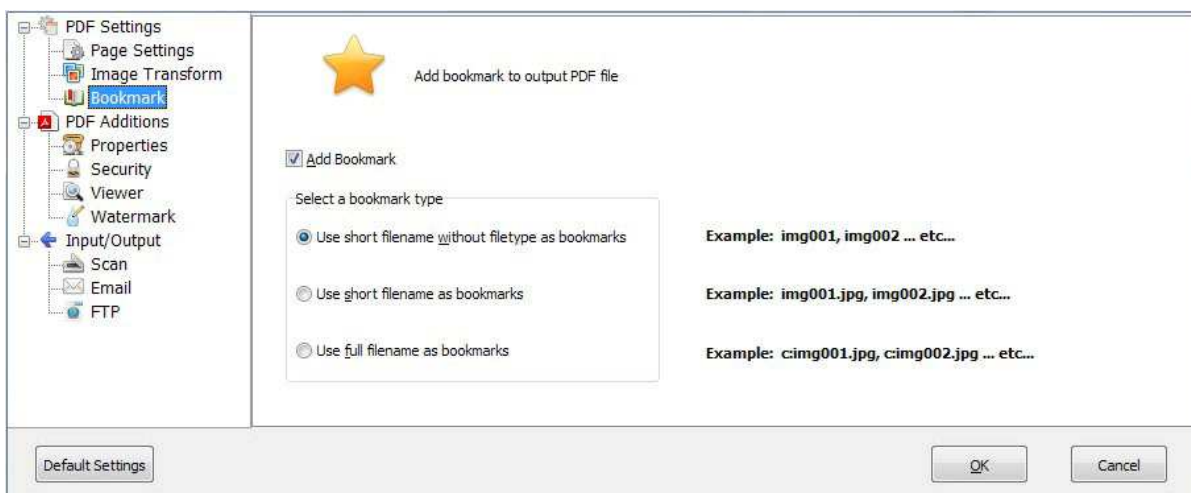 PDF Settings
Page Settings
Image Transform
Bookmark
PDF Additions
Properties
Security
Viewer
Watermark
Input/Output
Scan
Email
FTP
Add bookmark to output PDF file
Add Bookmark
Select a bookmark type
Use short filename without filetype as bookmarks Example: img001, img002 ... etc...
Use short filename as bookmarks Example: img001.jpg, img002.jpg ... etc...
Use full filename as bookmarks Example: c:img001.jpg, c:img002.jpg ... etc...
Default Settings OK Cancel